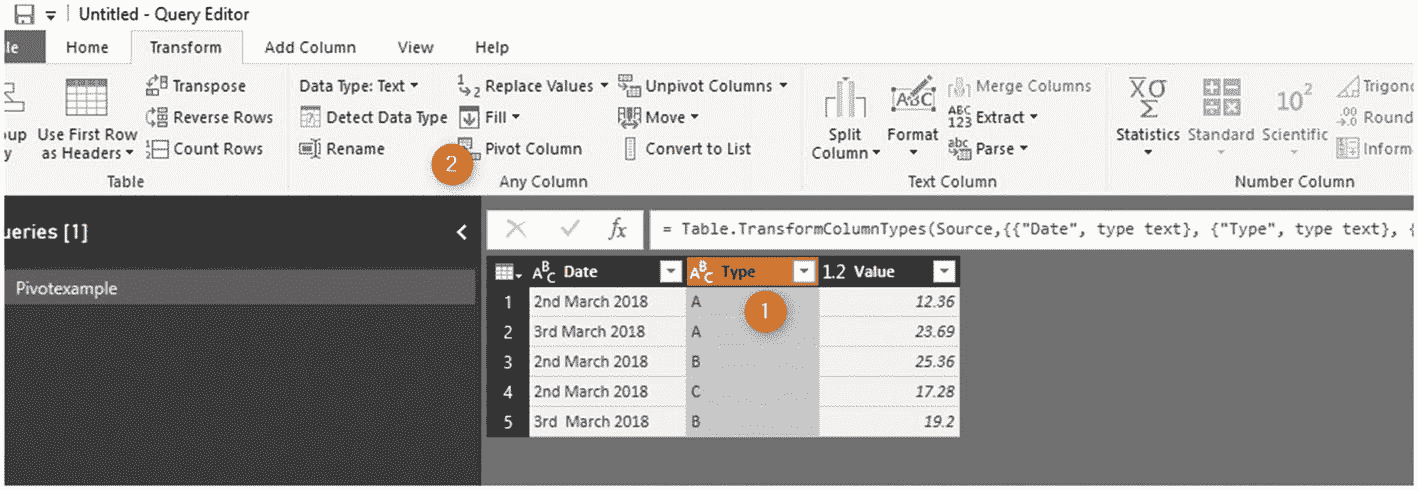 Untitled - Query Editor
le Home Transform Add Column View Help
Transpose Data Type: Text Replace Values Unpivot Columns Merge Columns Trigono
Reverse Rows Detect Data Type Fill Move Split Column Format Extract Statistics Standard Scientific Round
oup y Use First Row as Headers Count Rows Rename Pivot Column Convert to List Parse Inform
2
Table Any Column Text Column Number Column
ueries [1] = Table.TransformColumnTypes(Source,{{"Date", type text}, {"Type", type text}, {
Pivotexample
Date Type 1.2 Value
1 2nd March 2018 A 12.36
1
2 3rd March 2018 A 23.69
3 2nd March 2018 B 25.36
4 2nd March 2018 C 17.28
5 3rd  March 2018 B 19.2